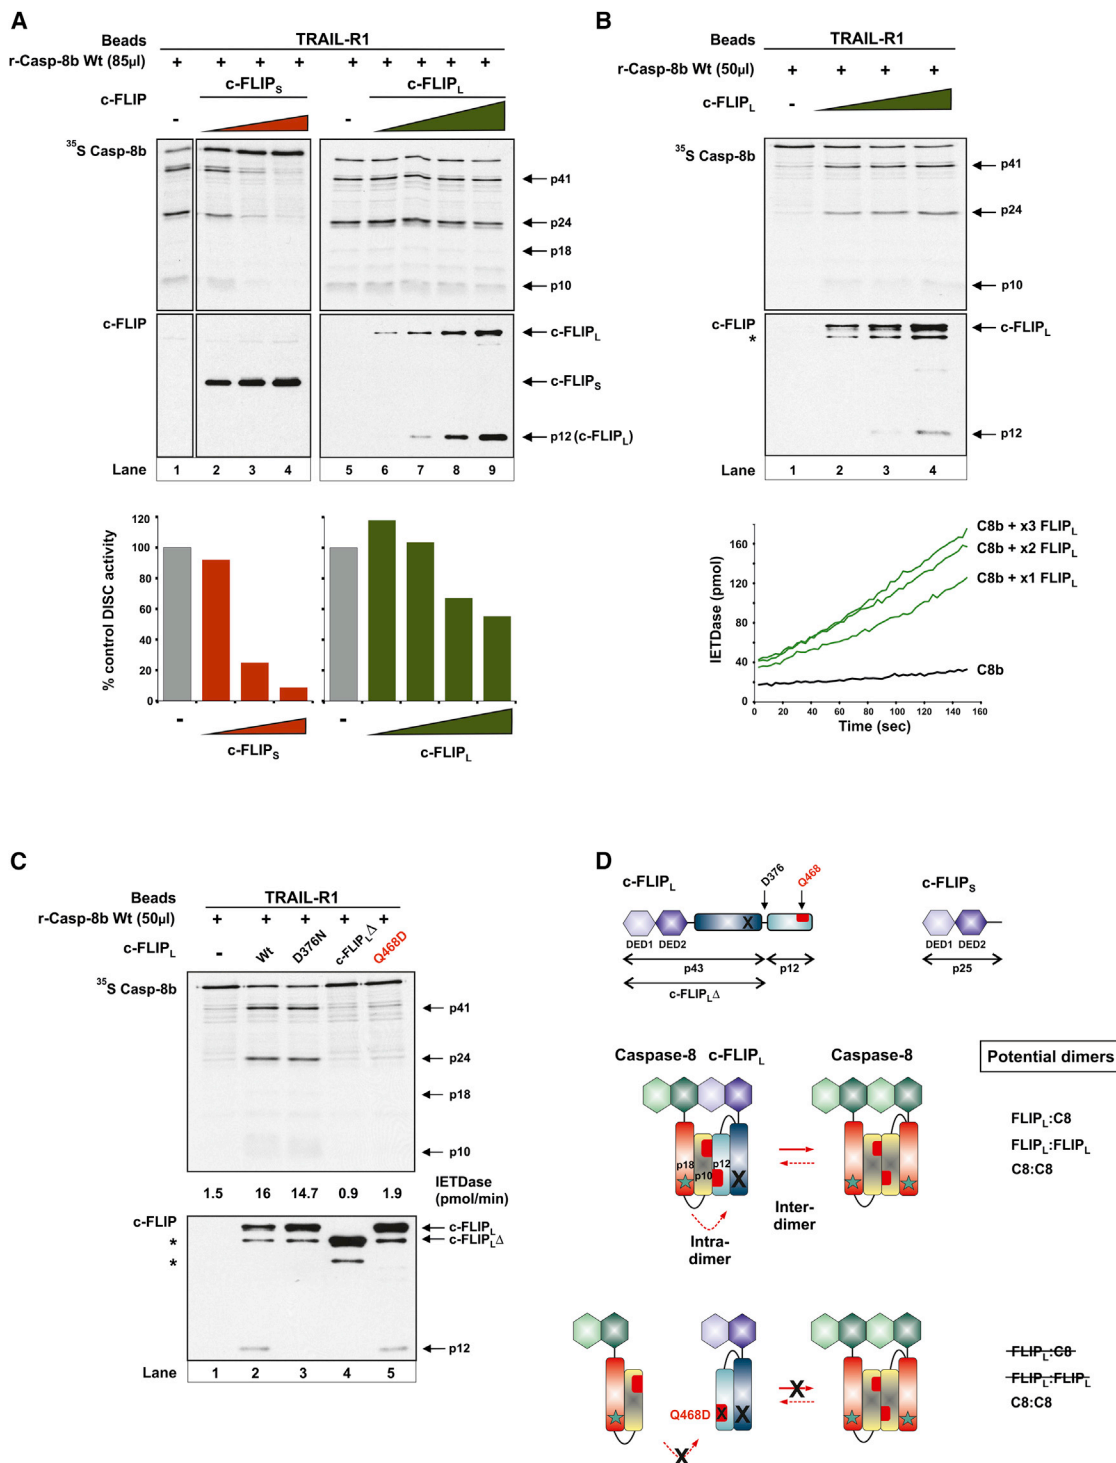 A
Beads
TRAIL-R1
r-Casp-8b Wt (85µl)
+ + + + + + + + +
c-FLIP
c-FLIPS
c-FLIPL
- -
35S Casp-8b
p41
p24
p18
p10
c-FLIP
c-FLIPL
c-FLIPS
p12 (c-FLIPL)
Lane 1 2 3 4 5 6 7 8 9
% control DISC activity
120
100
80
60
40
20
0
- -
c-FLIPS
c-FLIPL
B
Beads
TRAIL-R1
r-Casp-8b Wt (50µl)
+ + + +
c-FLIPL
-
35S Casp-8b
p41
p24
p10
c-FLIP
*
c-FLIPL
p12
Lane 1 2 3 4
IETDase (pmol)
160
120
80
40
0
C8b + x3 FLIPL
C8b + x2 FLIPL
C8b + x1 FLIPL
C8b
0 20 40 60 80 100 120 140 160
Time (sec)
C
Beads
TRAIL-R1
r-Casp-8b Wt (50µl)
+ + + + +
c-FLIPL
- Wt D376N c-FLIPLΔ Q468D
35S Casp-8b
p41
p24
p18
p10
1.5 16 14.7 0.9 1.9
IETDase
(pmol/min)
c-FLIP
*
*
c-FLIPL
c-FLIPLΔ
p12
Lane 1 2 3 4 5
D
c-FLIPL
D376
Q468
c-FLIPS
X
DED1 DED2
DED1 DED2
p43
p12
p25
c-FLIPLΔ
Caspase-8 c-FLIPL
Caspase-8
Potential dimers
FLIPL:C8
FLIPL:FLIPL
C8:C8
p18
p10
p12
X
Inter-
dimer
Intra-
dimer
FLIPL:C8
FLIPL:FLIPL
C8:C8
Q468D
X
X
X
X